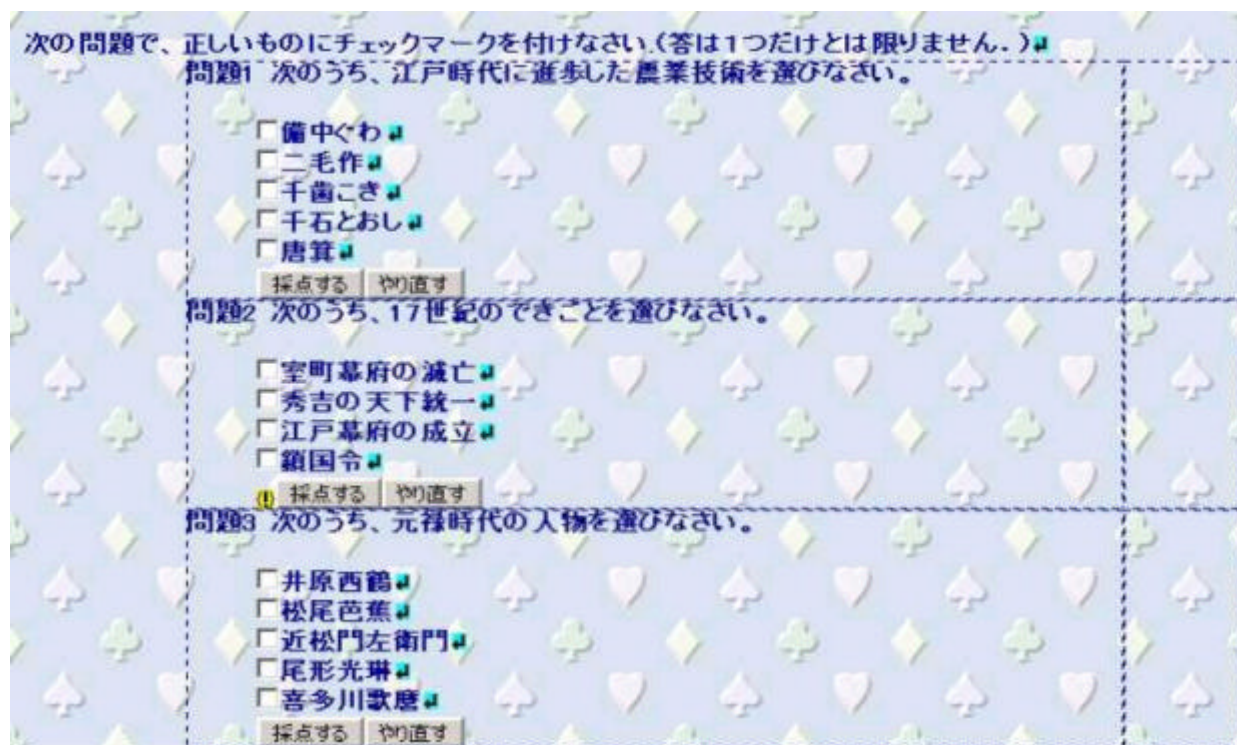 次の問題で、正しいものにチェックマークを付けなさい.(答は1つだけとは限りません.)
問題1 次のうち、江戸時代に進歩した農業技術を選びなさい。
備中ぐわ
二毛作
千歯こき
千石とおし
唐箕
採点する やり直す
問題2 次のうち、17世紀のできごとを選びなさい。
室町幕府の滅亡
秀吉の天下統一
江戸幕府の成立
鎖国令
採点する やり直す
問題3 次のうち、元禄時代の人物を選びなさい。
井原西鶴
松尾芭蕉
近松門左衛門
尾形光琳
喜多川歌麿
採点する やり直す